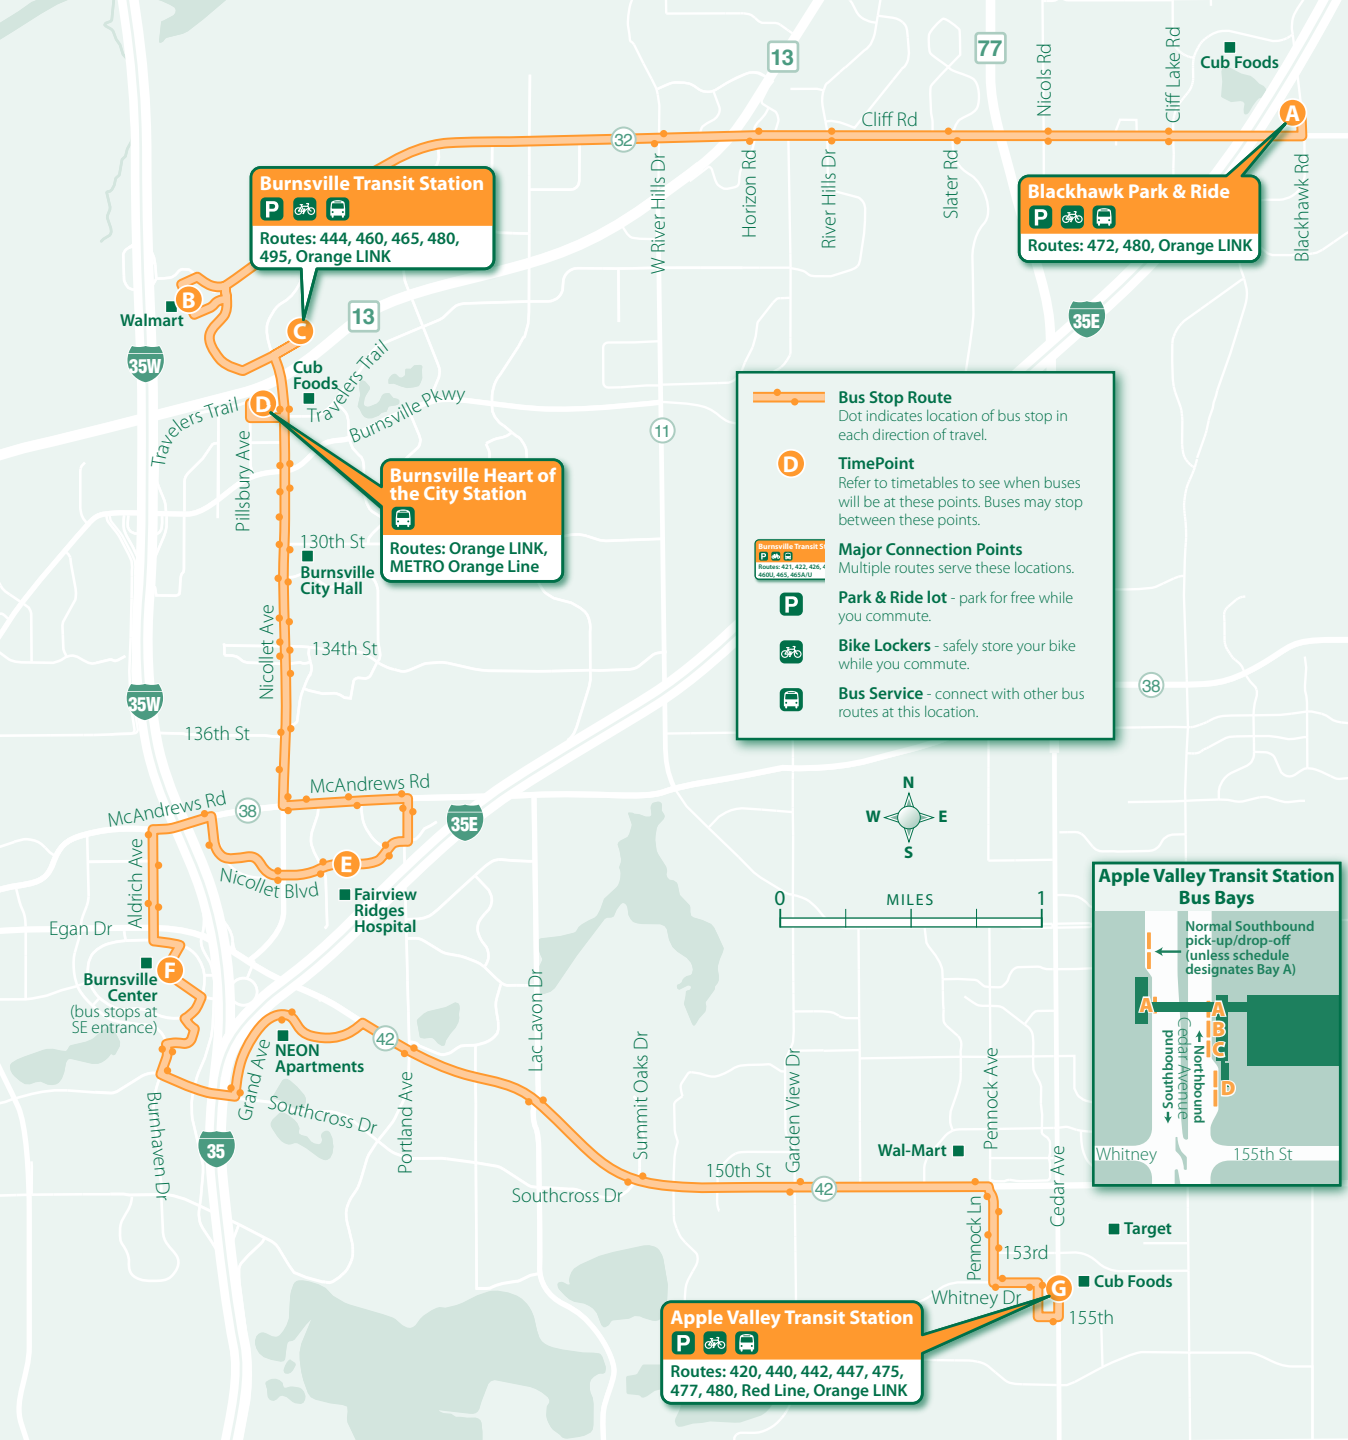 13
77
Nicols Rd
Cliff Lake Rd
Cub Foods
A
Cliff Rd
32
W River Hills Dr
Horizon Rd
River Hills Dr
Slater Rd
Blackhawk Rd
Blackhawk Park & Ride
P
Routes: 472, 480, Orange LINK
35E
Burnsville Transit Station
P
Routes: 444, 460, 465, 480,
495, Orange LINK
B
Walmart
C
13
35W
Cub
Foods
Travelers Trail
Travelers Trail
Burnsville Pkwy
D
Travelers Trail
Pillsbury Ave
11
Burnsville Heart of
the City Station
Routes: Orange LINK,
METRO Orange Line
130th St
Burnsville
City Hall
Nicollet Ave
134th St
35W
136th St
Bus Stop Route
Dot indicates location of bus stop in
each direction of travel.
D
TimePoint
Refer to timetables to see when buses
will be at these points. Buses may stop
between these points.
Burnsville Transit St
P
Routes: 421, 422, 426, 4
460U, 465, 465A/U
Major Connection Points
Multiple routes serve these locations.
P
Park & Ride lot - park for free while
you commute.
Bike Lockers - safely store your bike
while you commute.
Bus Service - connect with other bus
routes at this location.
38
McAndrews Rd
McAndrews Rd
38
35E
N
W
E
S
Aldrich Ave
Nicollet Blvd
E
Fairview
Ridges
Hospital
0
MILES
1
Egan Dr
F
Burnsville
Center
(bus stops at
SE entrance)
NEON
Apartments
42
Grand Ave
Southcross Dr
Burnhaven Dr
35
Portland Ave
Lac Lavon Dr
Summit Oaks Dr
Southcross Dr
150th St
Garden View Dr
42
Wal-Mart
Pennock Ave
Cedar Ave
Pennock Ln
153rd
Whitney Dr
G
155th
Target
Cub Foods
Apple Valley Transit Station
P
Routes: 420, 440, 442, 447, 475,
477, 480, Red Line, Orange LINK
Apple Valley Transit Station
Bus Bays
Normal Southbound
pick-up/drop-off
(unless schedule
designates Bay A)
A
A
B
C
D
Southbound
Cedar Avenue
Northbound
Whitney
155th St